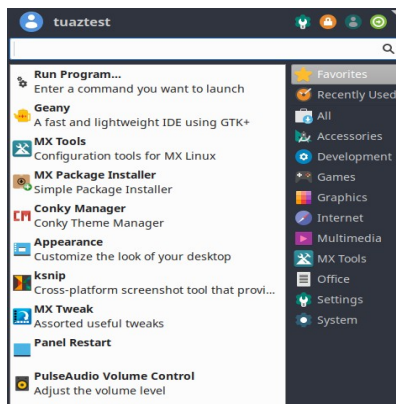 tuaztest
Run Program...
Enter a command you want to launch
Geany
A fast and lightweight IDE using GTK+
MX Tools
Configuration tools for MX Linux
MX Package Installer
Simple Package Installer
CM
Conky Manager
Conky Theme Manager
Appearance
Customize the look of your desktop
ksnip
Cross-platform screenshot tool that provi...
MX Tweak
Assorted useful tweaks
Panel Restart
PulseAudio Volume Control
Adjust the volume level
Favorites
Recently Used
All
Accessories
Development
Games
Graphics
Internet
Multimedia
MX Tools
Office
Settings
System